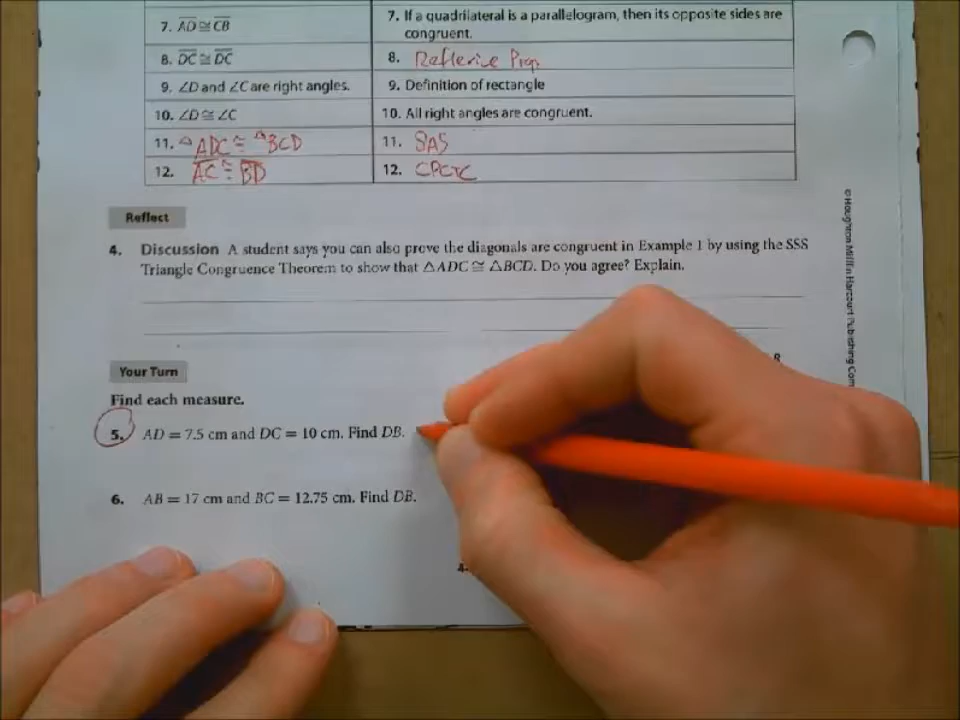 7. AD ≅ CB
7. If a quadrilateral is a parallelogram, then its opposite sides are
congruent.
8. DC ≅ DC
8. Reflexive Prop
9. ∠D and ∠C are right angles.
9. Definition of rectangle
10. ∠D ≅ ∠C
10. All right angles are congruent.
11. △ADC ≅ △BCD
11. SAS
12. AC ≅ BD
12. CPCTC
Reflect
4. Discussion A student says you can also prove the diagonals are congruent in Example 1 by using the SSS
Triangle Congruence Theorem to show that △ADC ≅ △BCD. Do you agree? Explain.
Your Turn
Find each measure.
5. AD = 7.5 cm and DC = 10 cm. Find DB.
6. AB = 17 cm and BC = 12.75 cm. Find DB.
© Houghton Mifflin Harcourt Publishing Com